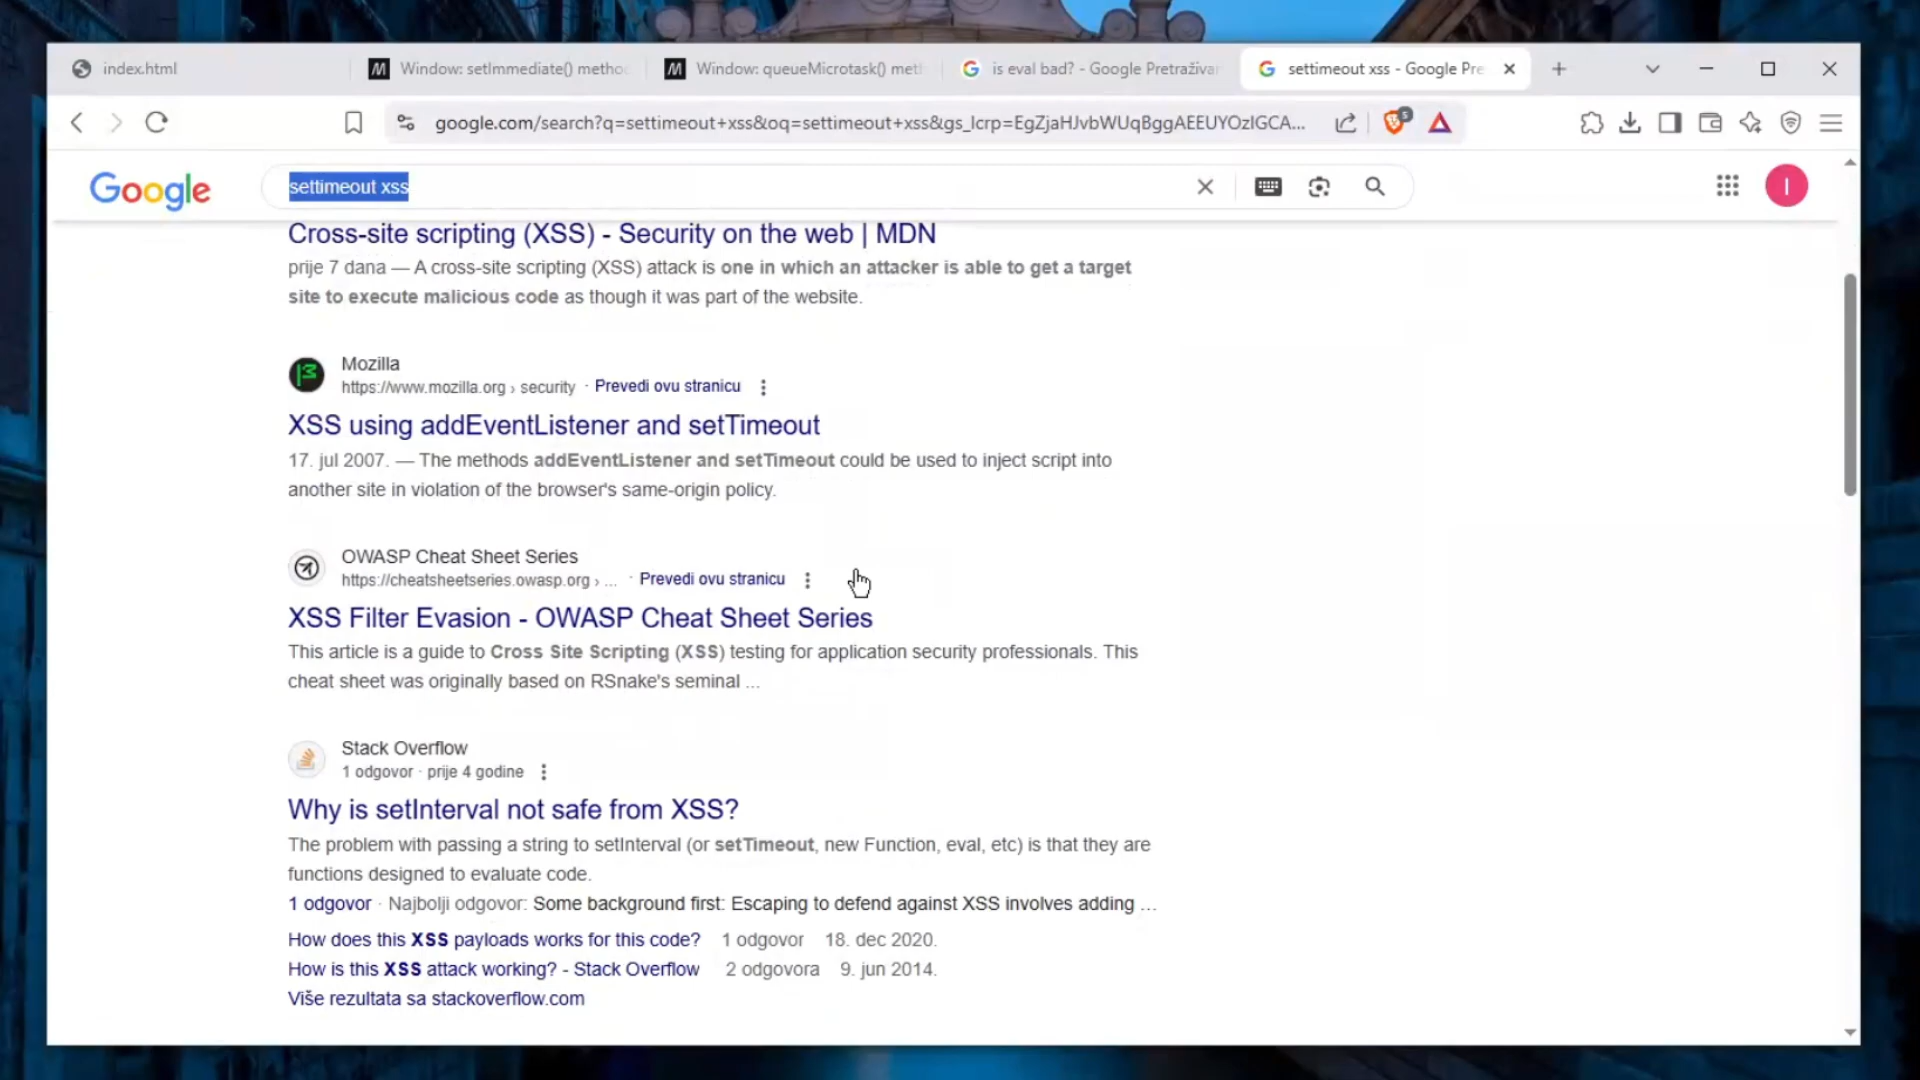 index.html
Window: setImmediate() metho
Window: queueMicrotask() met
is eval bad? - Google Pretraživa
settimeout xss - Google Pre
google.com/search?q=settimeout+xss&oq=settimeout+xss&gs_lcrp=EgZjaHJvbWUqBggAEEUYOzIGCA...
5
Google
settimeout xss
I
Cross-site scripting (XSS) - Security on the web | MDN
prije 7 dana — A cross-site scripting (XSS) attack is one in which an attacker is able to get a target
site to execute malicious code as though it was part of the website.
Mozilla
https://www.mozilla.org › security · Prevedi ovu stranicu
XSS using addEventListener and setTimeout
17. jul 2007. — The methods addEventListener and setTimeout could be used to inject script into
another site in violation of the browser's same-origin policy.
OWASP Cheat Sheet Series
https://cheatsheetseries.owasp.org › ... · Prevedi ovu stranicu
XSS Filter Evasion - OWASP Cheat Sheet Series
This article is a guide to Cross Site Scripting (XSS) testing for application security professionals. This
cheat sheet was originally based on RSnake's seminal ...
Stack Overflow
1 odgovor · prije 4 godine
Why is setInterval not safe from XSS?
The problem with passing a string to setInterval (or setTimeout, new Function, eval, etc) is that they are
functions designed to evaluate code.
1 odgovor · Najbolji odgovor: Some background first: Escaping to defend against XSS involves adding ...
How does this XSS payloads works for this code? 1 odgovor 18. dec 2020.
How is this XSS attack working? - Stack Overflow 2 odgovora 9. jun 2014.
Više rezultata sa stackoverflow.com